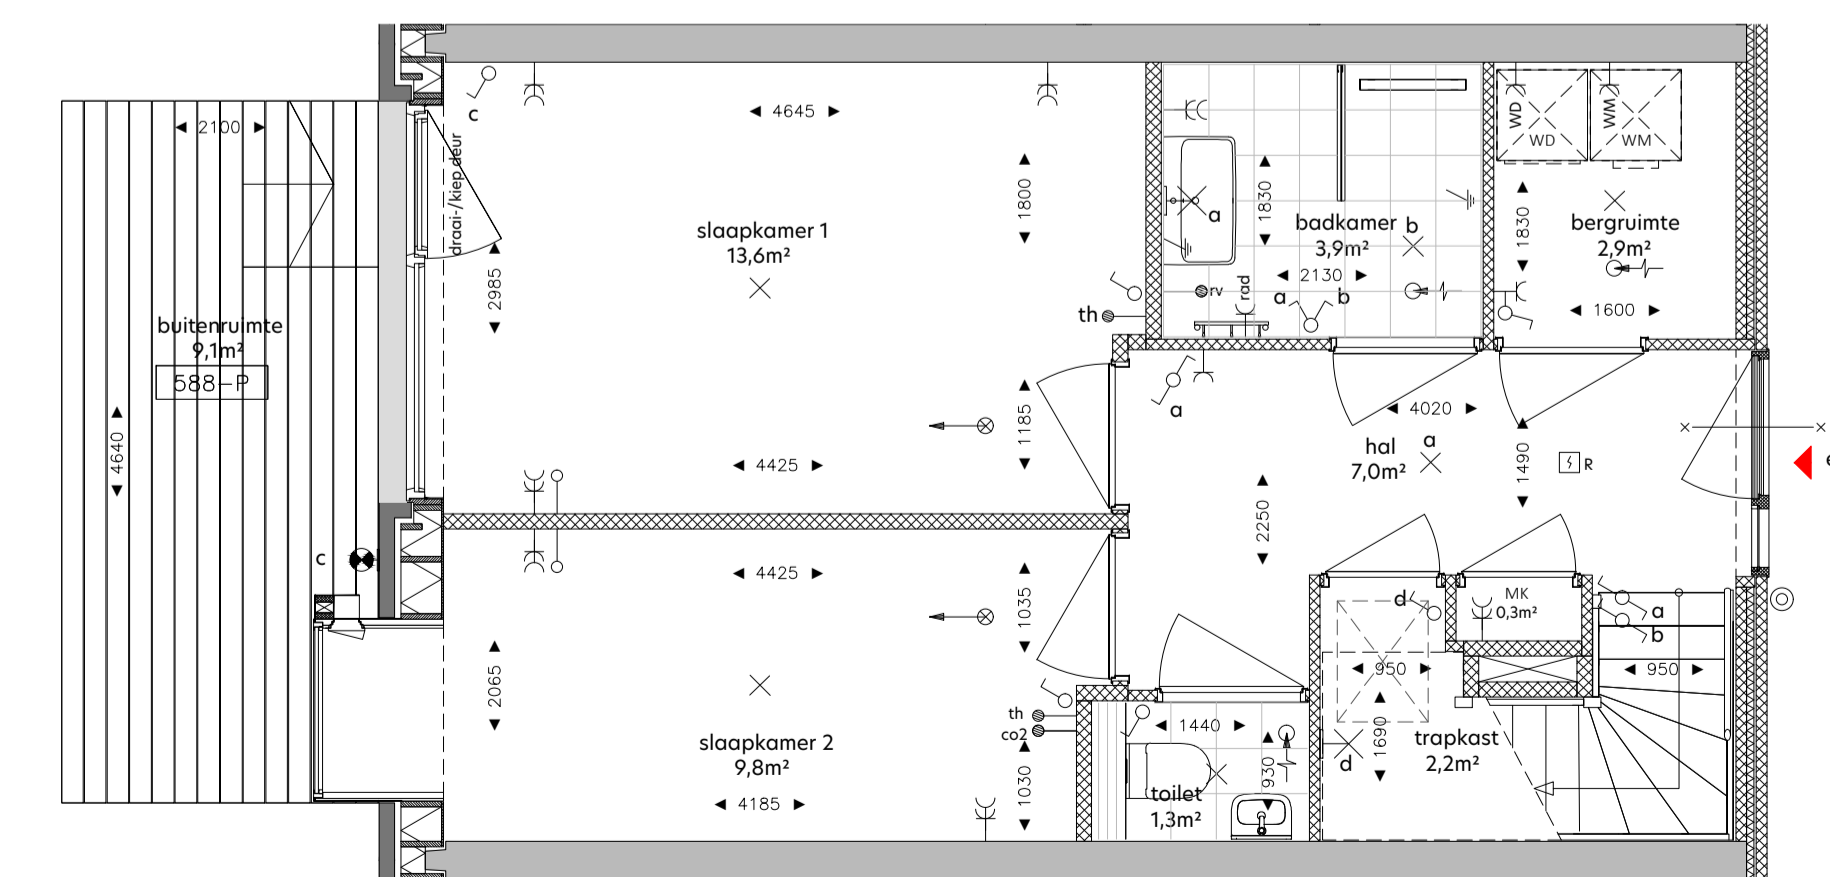 c
2100
4645
draai-/kiep deur
1800
slaapkamer 1
13,6m²
2985
buitenruimte
9,1m²
588-P
4640
4425
1185
th
a
1830
badkamer
3,9m²
b
2130
rv
rad
a
b
WD
WD
WM
WM
1830
bergruimte
2,9m²
1600
a
4020
hal
7,0m²
a
1490
R
2250
c
4425
1035
2065
slaapkamer 2
9,8m²
4185
th
co2
1030
1440
930
toilet
1,3m²
d
950
1690
d
MK
0,3m²
trapkast
2,2m²
a
b
950